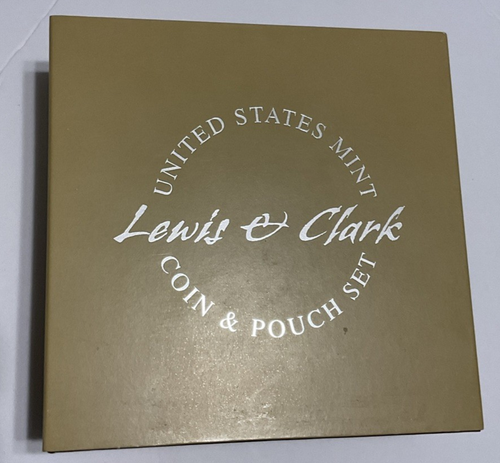 UNITED STATES MINT
Lewis & Clark
COIN & POUCH SET